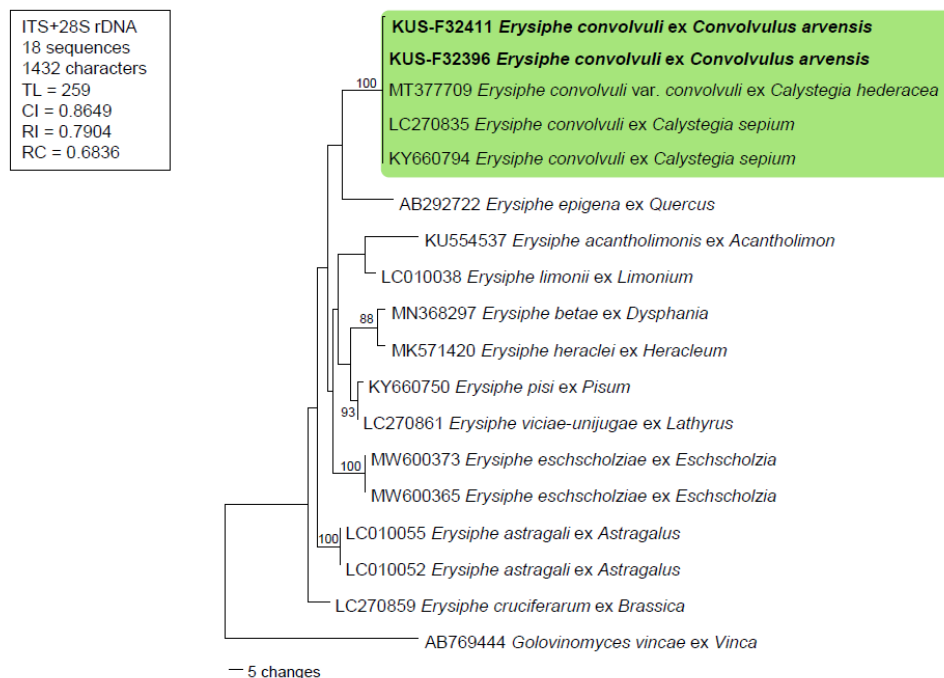 ITS+28S rDNA
18 sequences
1432 characters
TL = 259
CI = 0.8649
RI = 0.7904
RC = 0.6836
KUS-F32411 Erysiphe convolvuli ex Convolvulus arvensis
KUS-F32396 Erysiphe convolvuli ex Convolvulus arvensis
100
MT377709 Erysiphe convolvuli var. convolvuli ex Calystegia hederacea
LC270835 Erysiphe convolvuli ex Calystegia sepium
KY660794 Erysiphe convolvuli ex Calystegia sepium
AB292722 Erysiphe epigena ex Quercus
KU554537 Erysiphe acantholimonis ex Acantholimon
LC010038 Erysiphe limonii ex Limonium
MN368297 Erysiphe betae ex Dysphania
88
MK571420 Erysiphe heraclei ex Heracleum
KY660750 Erysiphe pisi ex Pisum
93
LC270861 Erysiphe viciae-unijugae ex Lathyrus
MW600373 Erysiphe eschscholziae ex Eschscholzia
100
MW600365 Erysiphe eschscholziae ex Eschscholzia
LC010055 Erysiphe astragali ex Astragalus
100
LC010052 Erysiphe astragali ex Astragalus
LC270859 Erysiphe cruciferarum ex Brassica
AB769444 Golovinomyces vincae ex Vinca
5 changes